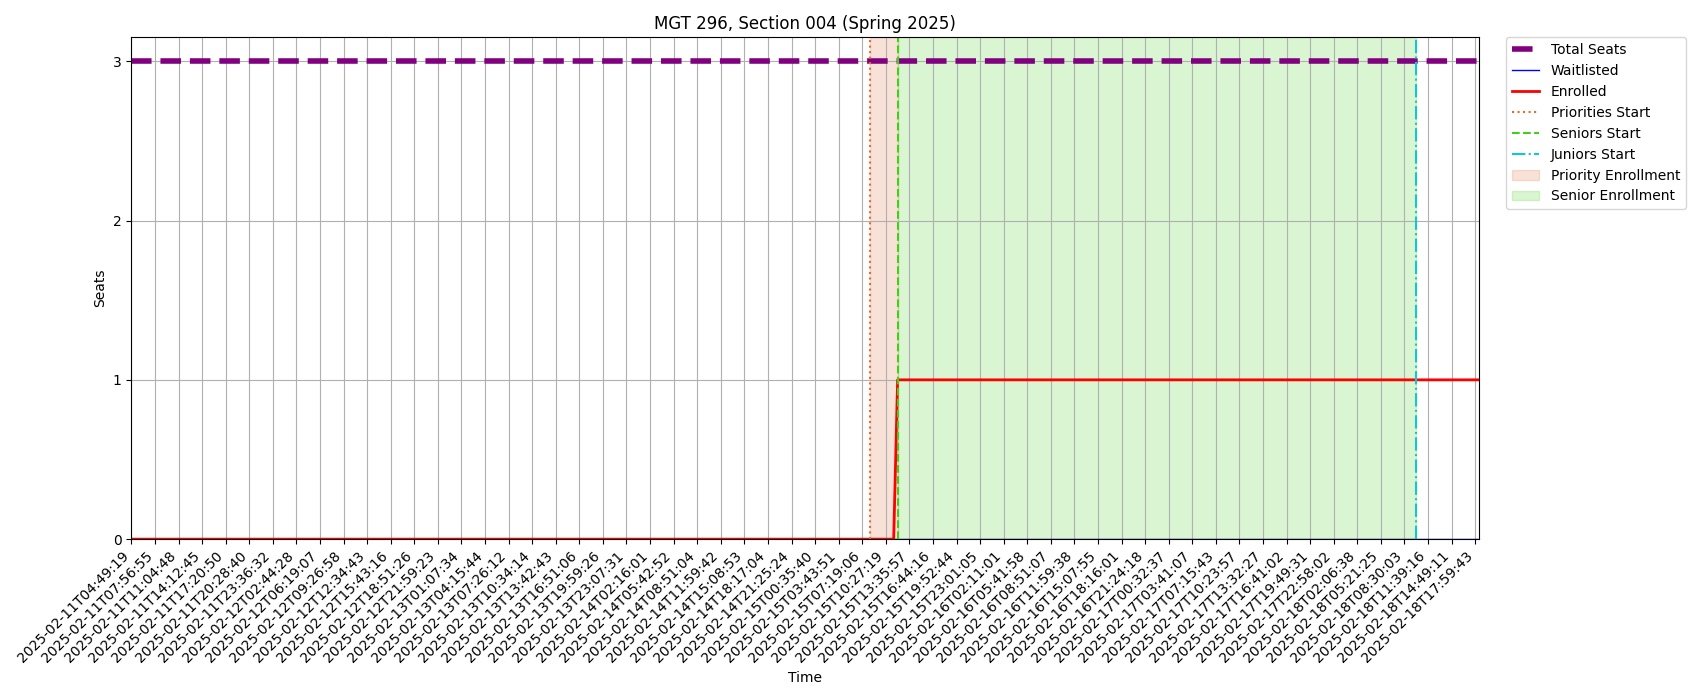 MGT 296, Section 004 (Spring 2025)
Total Seats
Waitlisted
Enrolled
Priorities Start
Seniors Start
Juniors Start
Priority Enrollment
Senior Enrollment
Seats
3
2
1
0
2025-02-11T04:49:19
2025-02-11T07:56:55
2025-02-11T11:04:48
2025-02-11T14:12:45
2025-02-11T17:20:50
2025-02-11T20:28:40
2025-02-11T23:36:32
2025-02-12T02:44:28
2025-02-12T06:19:07
2025-02-12T09:26:58
2025-02-12T12:34:43
2025-02-12T15:43:16
2025-02-12T18:51:26
2025-02-12T21:59:23
2025-02-13T01:07:34
2025-02-13T04:15:44
2025-02-13T07:26:12
2025-02-13T10:34:14
2025-02-13T13:42:43
2025-02-13T16:51:06
2025-02-13T19:59:26
2025-02-13T23:07:31
2025-02-14T02:16:01
2025-02-14T05:42:52
2025-02-14T08:51:04
2025-02-14T11:59:42
2025-02-14T15:08:53
2025-02-14T18:17:04
2025-02-14T21:25:24
2025-02-15T00:35:40
2025-02-15T03:43:51
2025-02-15T07:19:06
2025-02-15T10:27:19
2025-02-15T13:35:57
2025-02-15T16:44:16
2025-02-15T19:52:44
2025-02-15T23:01:05
2025-02-16T02:11:01
2025-02-16T05:41:58
2025-02-16T08:51:07
2025-02-16T11:59:38
2025-02-16T15:07:55
2025-02-16T18:16:01
2025-02-16T21:24:18
2025-02-17T00:32:37
2025-02-17T03:41:07
2025-02-17T07:15:43
2025-02-17T10:23:57
2025-02-17T13:32:27
2025-02-17T16:41:02
2025-02-17T19:49:31
2025-02-17T22:58:02
2025-02-18T02:06:38
2025-02-18T05:21:25
2025-02-18T08:30:03
2025-02-18T11:39:16
2025-02-18T14:49:11
2025-02-18T17:59:43
Time